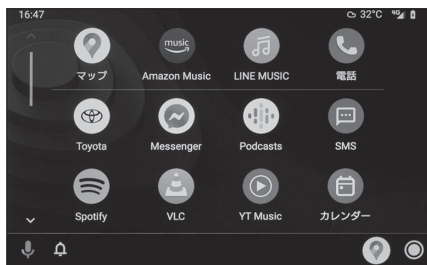 16:47
32°C 4G
music
マップ Amazon Music LINE MUSIC 電話
Toyota Messenger Podcasts SMS
Spotify VLC YT Music カレンダー